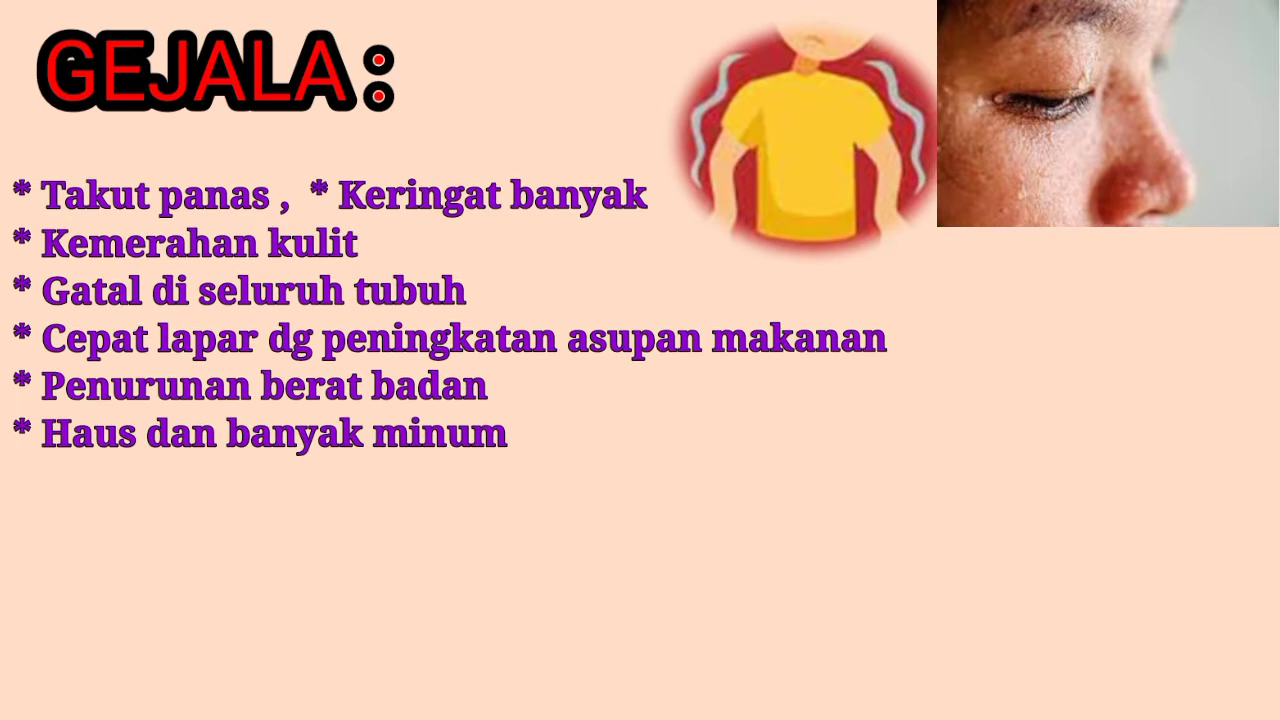 GEJALA :
* Takut panas ,  * Keringat banyak
* Kemerahan kulit
* Gatal di seluruh tubuh
* Cepat lapar dg peningkatan asupan makanan
* Penurunan berat badan
* Haus dan banyak minum